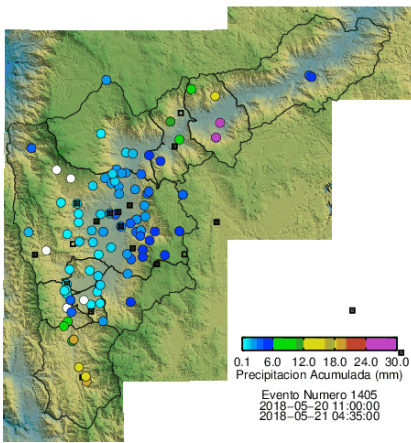 0.1 6.0 12.0 18.0 24.0 30.0
Precipitacion Acumulada (mm)
Evento Numero 1405
2018-05-20 11:00:00
2018-05-21 04:35:00